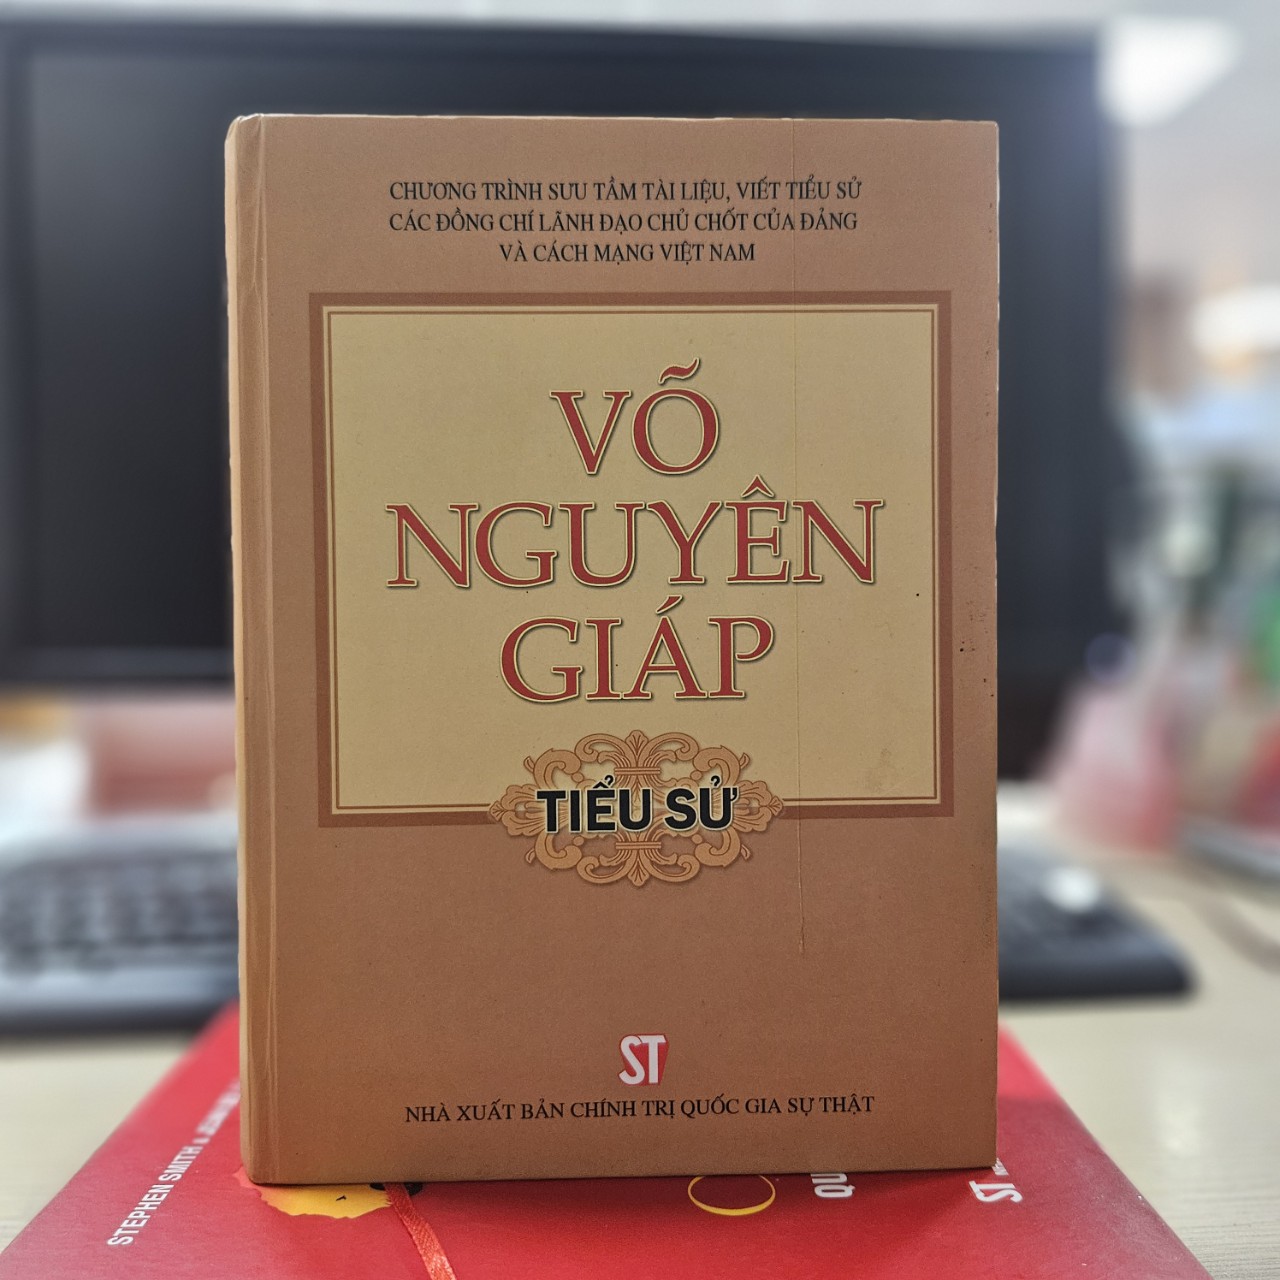 CHƯƠNG TRÌNH SƯU TẦM TÀI LIỆU, VIẾT TIỂU SỬ
CÁC ĐỒNG CHÍ LÃNH ĐẠO CHỦ CHỐT CỦA ĐẢNG
VÀ CÁCH MẠNG VIỆT NAM
VÕ
NGUYÊN
GIÁP
TIỂU SỬ
ST
NHÀ XUẤT BẢN CHÍNH TRỊ QUỐC GIA SỰ THẬT
STEPHEN SMITH &
QU
ST